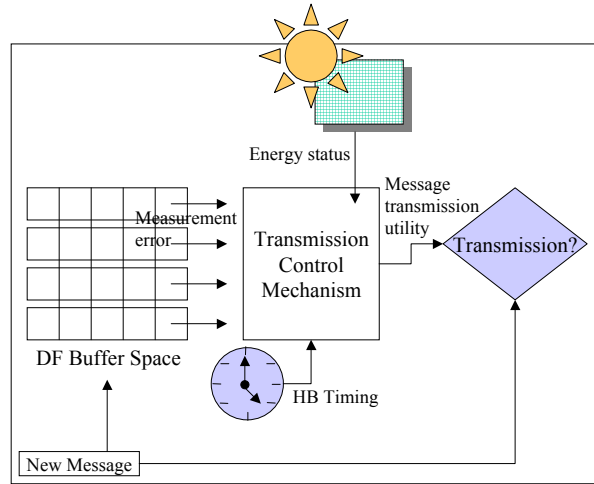 Energy status
Message
transmission
utility
Measurement
error
Transmission
Control
Mechanism
Transmission?
DF Buffer Space
HB Timing
New Message